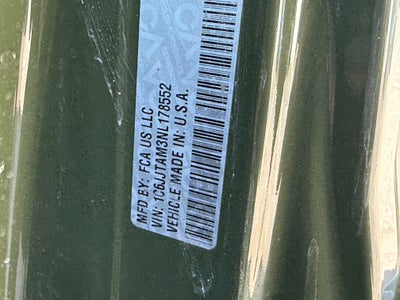 MFD BY: FCA US LLC
VIN: 1C6JJTAM3NL178552
VEHICLE MADE IN: U.S.A.